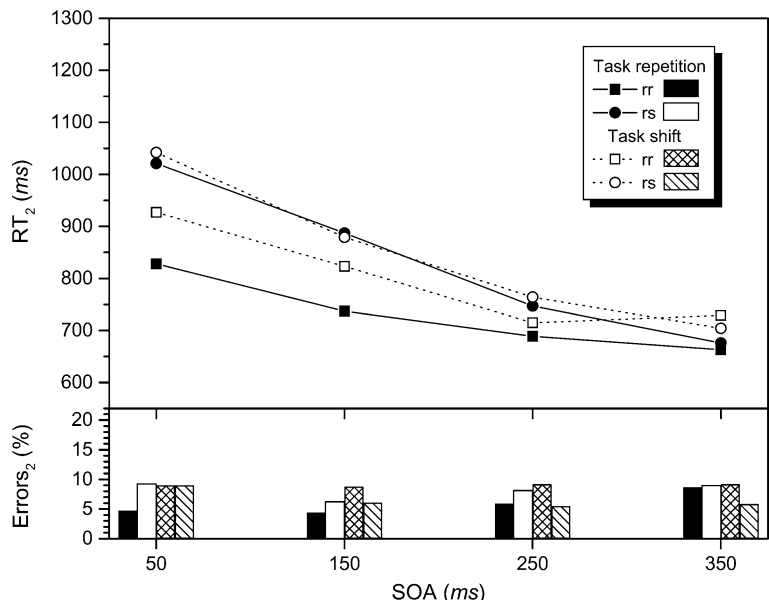 1300
1200
1100
1000
900
800
700
600
RT2 (ms)
Task repetition
rr
rs
Task shift
rr
rs
20
15
10
5
0
Errors2 (%)
50 150 250 350
SOA (ms)